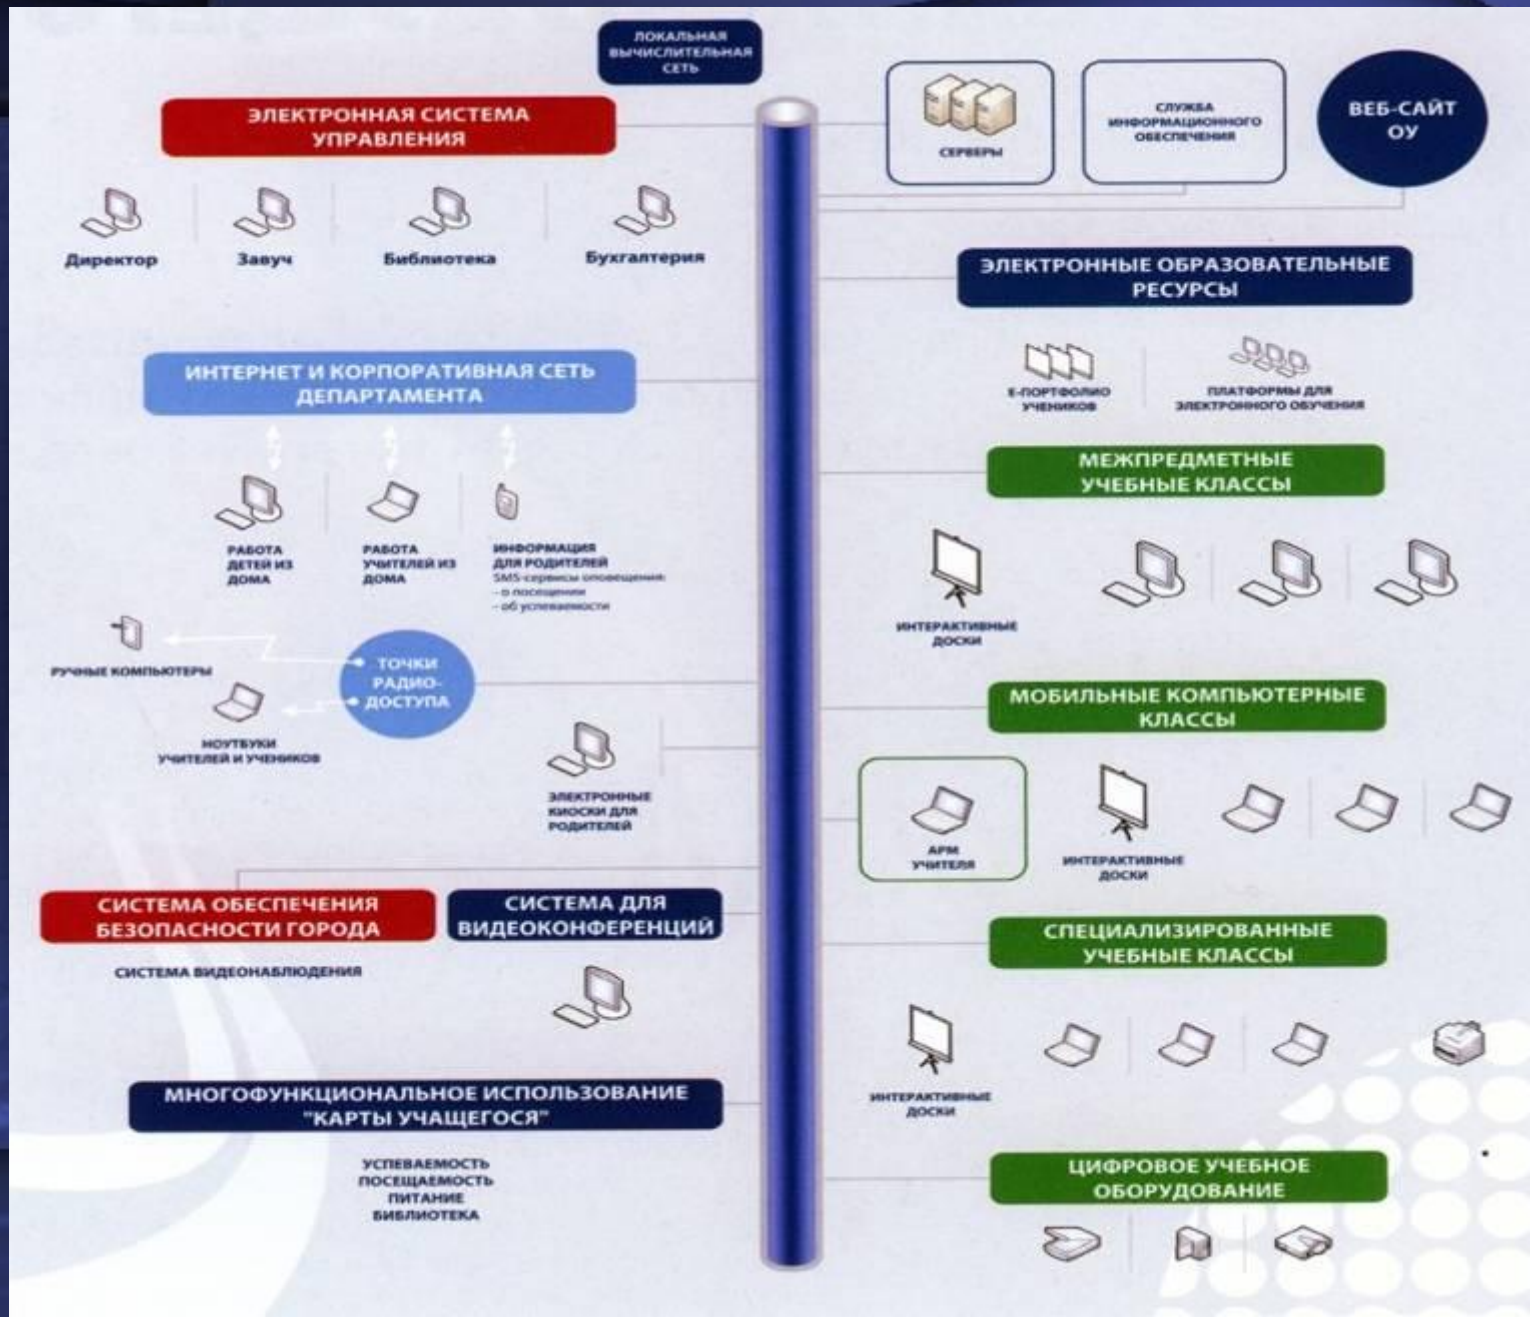 ЛОКАЛЬНАЯ
ВЫЧИСЛИТЕЛЬНАЯ
СЕТЬ
ЭЛЕКТРОННАЯ СИСТЕМА
УПРАВЛЕНИЯ
Директор
Завуч
Библиотека
Бухгалтерия
СЕРВЕРЫ
СЛУЖБА
ИНФОРМАЦИОННОГО
ОБЕСПЕЧЕНИЯ
ВЕБ-САЙТ
ОУ
ЭЛЕКТРОННЫЕ ОБРАЗОВАТЕЛЬНЫЕ
РЕСУРСЫ
Е-ПОРТФОЛИО
УЧЕНИКОВ
ПЛАТФОРМЫ ДЛЯ
ЭЛЕКТРОННОГО ОБУЧЕНИЯ
ИНТЕРНЕТ И КОРПОРАТИВНАЯ СЕТЬ
ДЕПАРТАМЕНТА
РАБОТА
ДЕТЕЙ ИЗ
ДОМА
РАБОТА
УЧИТЕЛЕЙ ИЗ
ДОМА
ИНФОРМАЦИЯ
ДЛЯ РОДИТЕЛЕЙ
SMS-сервисы оповещения:
- о посещении
- об успеваемости
МЕЖПРЕДМЕТНЫЕ
УЧЕБНЫЕ КЛАССЫ
ИНТЕРАКТИВНЫЕ
ДОСКИ
РУЧНЫЕ КОМПЬЮТЕРЫ
ТОЧКИ
РАДИО-
ДОСТУПА
НОУТБУКИ
УЧИТЕЛЕЙ И УЧЕНИКОВ
ЭЛЕКТРОННЫЕ
КИОСКИ ДЛЯ
РОДИТЕЛЕЙ
МОБИЛЬНЫЕ КОМПЬЮТЕРНЫЕ
КЛАССЫ
АРМ
УЧИТЕЛЯ
ИНТЕРАКТИВНЫЕ
ДОСКИ
СИСТЕМА ОБЕСПЕЧЕНИЯ
БЕЗОПАСНОСТИ ГОРОДА
СИСТЕМА ВИДЕОНАБЛЮДЕНИЯ
СИСТЕМА ДЛЯ
ВИДЕОКОНФЕРЕНЦИЙ
СПЕЦИАЛИЗИРОВАННЫЕ
УЧЕБНЫЕ КЛАССЫ
ИНТЕРАКТИВНЫЕ
ДОСКИ
МНОГОФУНКЦИОНАЛЬНОЕ ИСПОЛЬЗОВАНИЕ
"КАРТЫ УЧАЩЕГОСЯ"
УСПЕВАЕМОСТЬ
ПОСЕЩАЕМОСТЬ
ПИТАНИЕ
БИБЛИОТЕКА
ЦИФРОВОЕ УЧЕБНОЕ
ОБОРУДОВАНИЕ